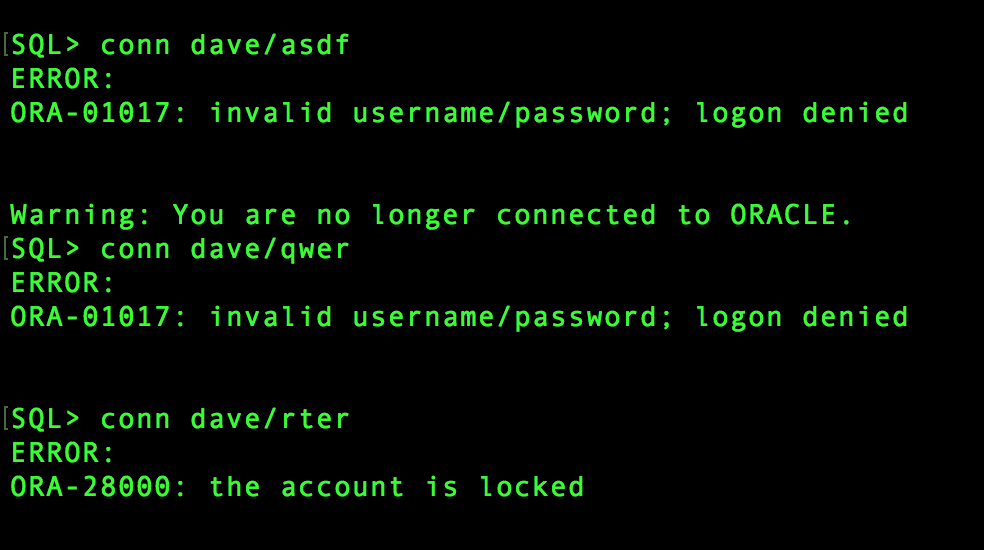 [SQL> conn dave/asdf
ERROR:
ORA-01017: invalid username/password; logon denied
Warning: You are no longer connected to ORACLE.
[SQL> conn dave/qwer
ERROR:
ORA-01017: invalid username/password; logon denied
[SQL> conn dave/rter
ERROR:
ORA-28000: the account is locked